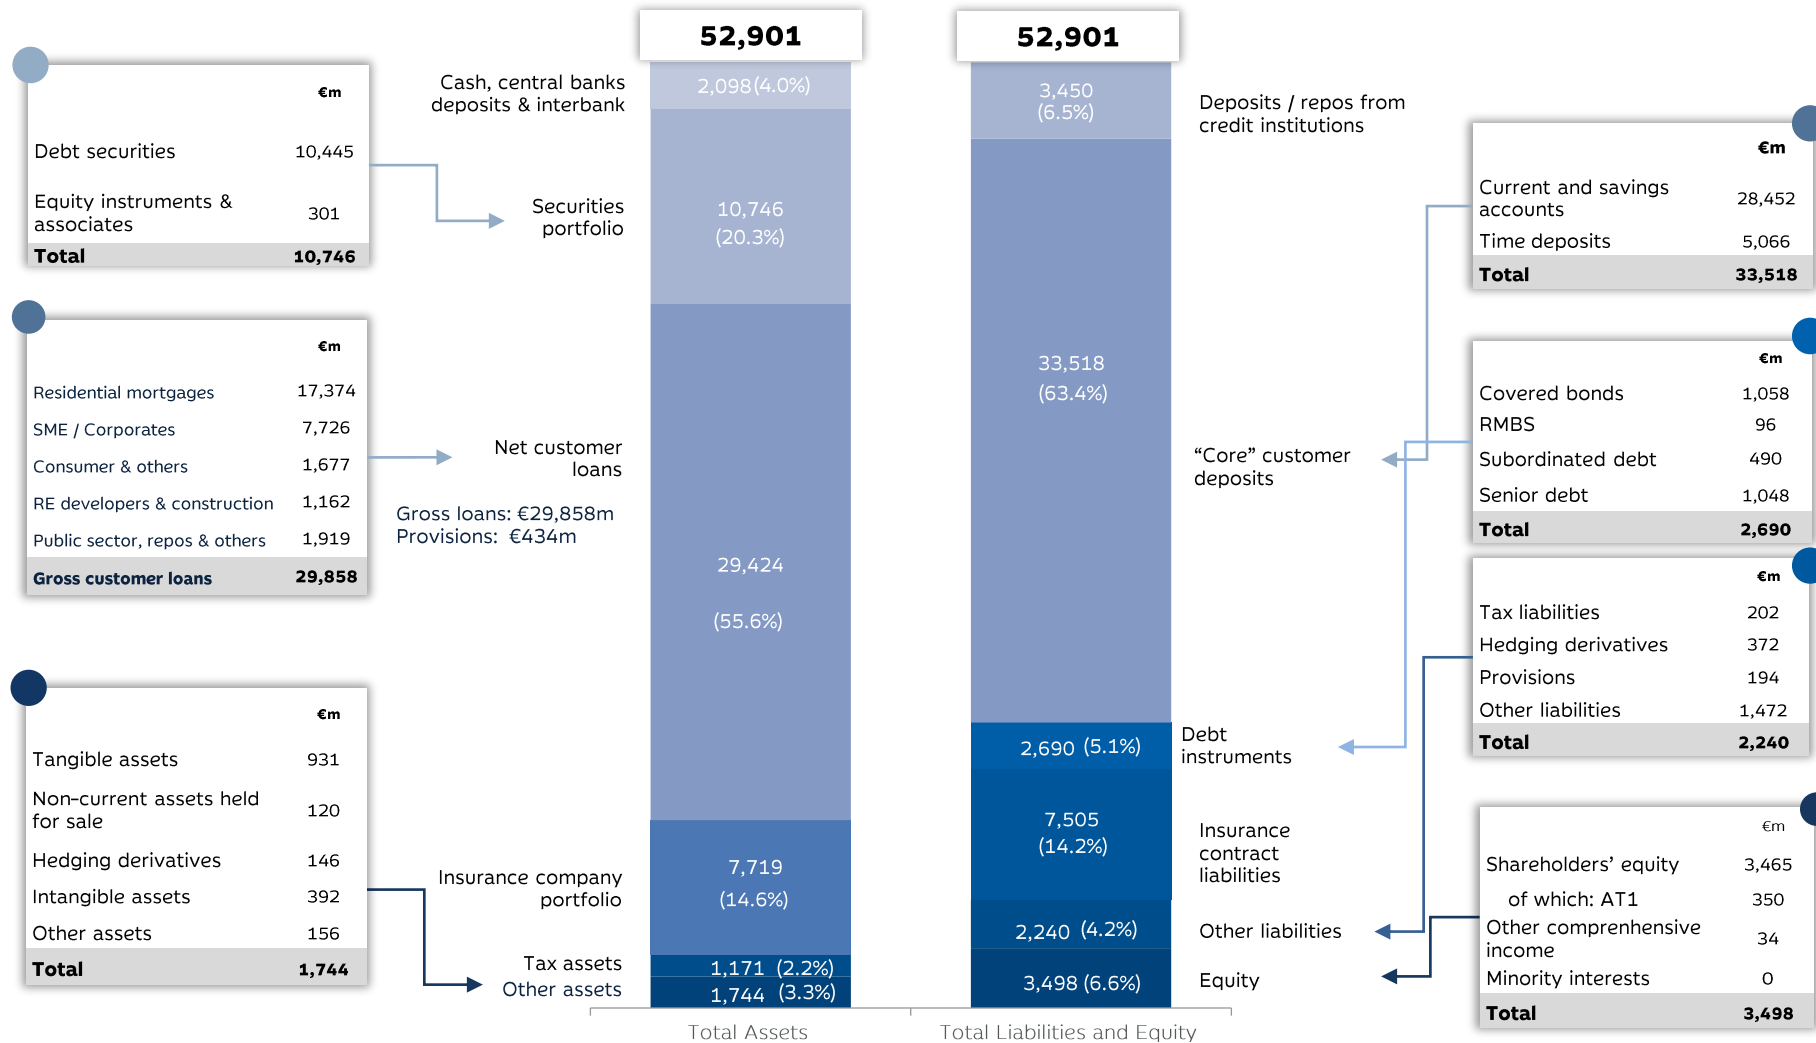 52,901
52,901
€m
Debt securities 10,445
Equity instruments &
associates 301
Total 10,746
€m
Residential mortgages 17,374
SME / Corporates 7,726
Consumer & others 1,677
RE developers & construction 1,162
Public sector, repos & others 1,919
Gross customer loans 29,858
€m
Tangible assets 931
Non-current assets held
for sale 120
Hedging derivatives 146
Intangible assets 392
Other assets 156
Total 1,744
Cash, central banks
deposits & interbank
Securities
portfolio
Net customer
loans
Gross loans: €29,858m
Provisions: €434m
Insurance company
portfolio
Tax assets
Other assets
2,098 (4.0%)
10,746
(20.3%)
29,424
(55.6%)
7,719
(14.6%)
1,171 (2.2%)
1,744 (3.3%)
Total Assets
3,450
(6.5%)
33,518
(63.4%)
2,690 (5.1%)
7,505
(14.2%)
2,240 (4.2%)
3,498 (6.6%)
Total Liabilities and Equity
Deposits / repos from
credit institutions
“Core” customer
deposits
Debt
instruments
Insurance
contract
liabilities
Other liabilities
Equity
€m
Current and savings
accounts 28,452
Time deposits 5,066
Total 33,518
€m
Covered bonds 1,058
RMBS 96
Subordinated debt 490
Senior debt 1,048
Total 2,690
€m
Tax liabilities 202
Hedging derivatives 372
Provisions 194
Other liabilities 1,472
Total 2,240
€m
Shareholders’ equity 3,465
of which: AT1 350
Other comprenhensive
income 34
Minority interests 0
Total 3,498